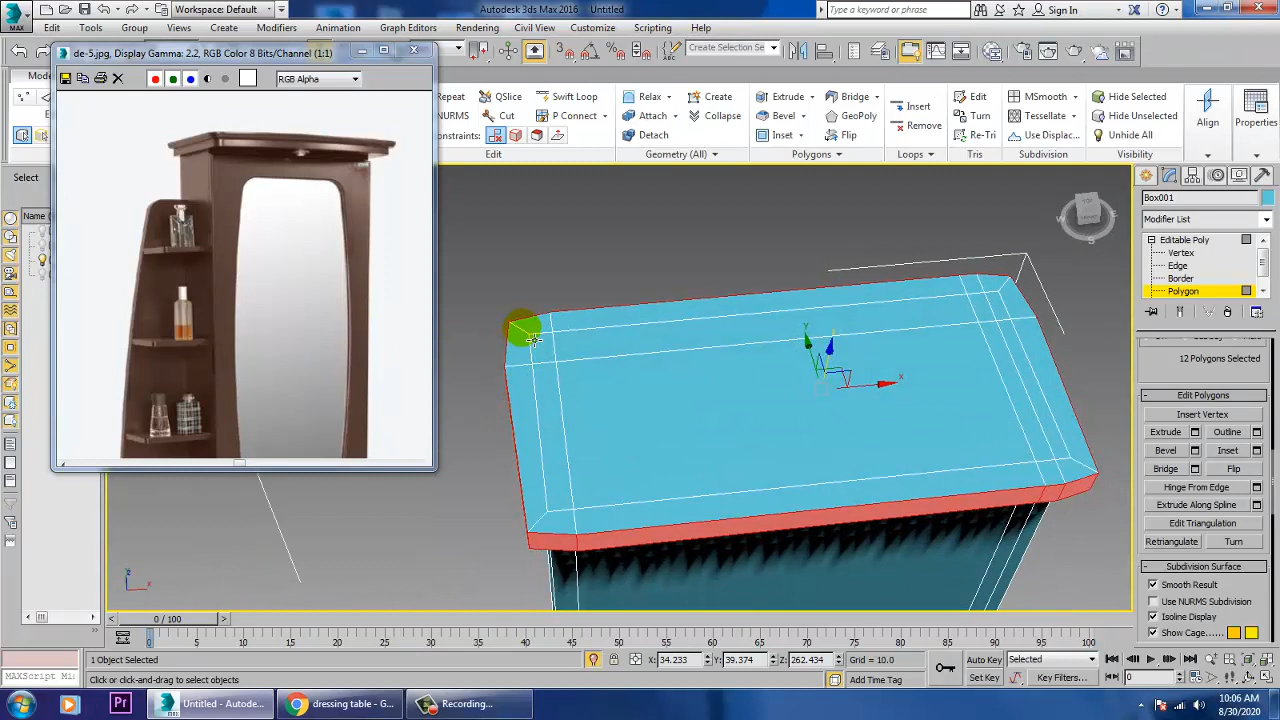 MAX
Workspace: Default
Autodesk 3ds Max 2016    Untitled
Type a keyword or phrase
Sign In
Edit
Tools
Group
Views
Create
Modifiers
Animation
Graph Editors
Rendering
Civil View
Customize
Scripting
Help
Create Selection Se
de-5.jpg, Display Gamma: 2.2, RGB Color 8 Bits/Channel (1:1)
RGB Alpha
Repeat
QSlice
Swift Loop
NURMS
Cut
P Connect
Constraints:
Edit
Relax
Create
Attach
Collapse
Detach
Geometry (All)
Extrude
Bridge
Bevel
GeoPoly
Inset
Flip
Polygons
Insert
Remove
Loops
Edit
Turn
Re-Tri
Tris
MSmooth
Tessellate
Use Displac...
Subdivision
Hide Selected
Hide Unselected
Unhide All
Visibility
Align
Properties
Select
Name (
Box001
Modifier List
Editable Poly
Vertex
Edge
Border
Polygon
12 Polygons Selected
Edit Polygons
Insert Vertex
Extrude
Outline
Bevel
Inset
Bridge
Flip
Hinge From Edge
Extrude Along Spline
Edit Triangulation
Retriangulate
Turn
Subdivision Surface
Smooth Result
Use NURMS Subdivision
Isoline Display
Show Cage......
0 / 100
0 5 10 15 20 25 30 35 40 45 50 55 60 65 70 75 80 85 90 95 100
1 Object Selected
X: 34.233
Y: 39.374
Z: 262.434
Grid = 10.0
Auto Key
Selected
MAXScript Mi
Click or click-and-drag to select objects
Add Time Tag
Set Key
Key Filters...
0
Untitled - Autode...
dressing table - G...
Recording...
10:06 AM
8/30/2020